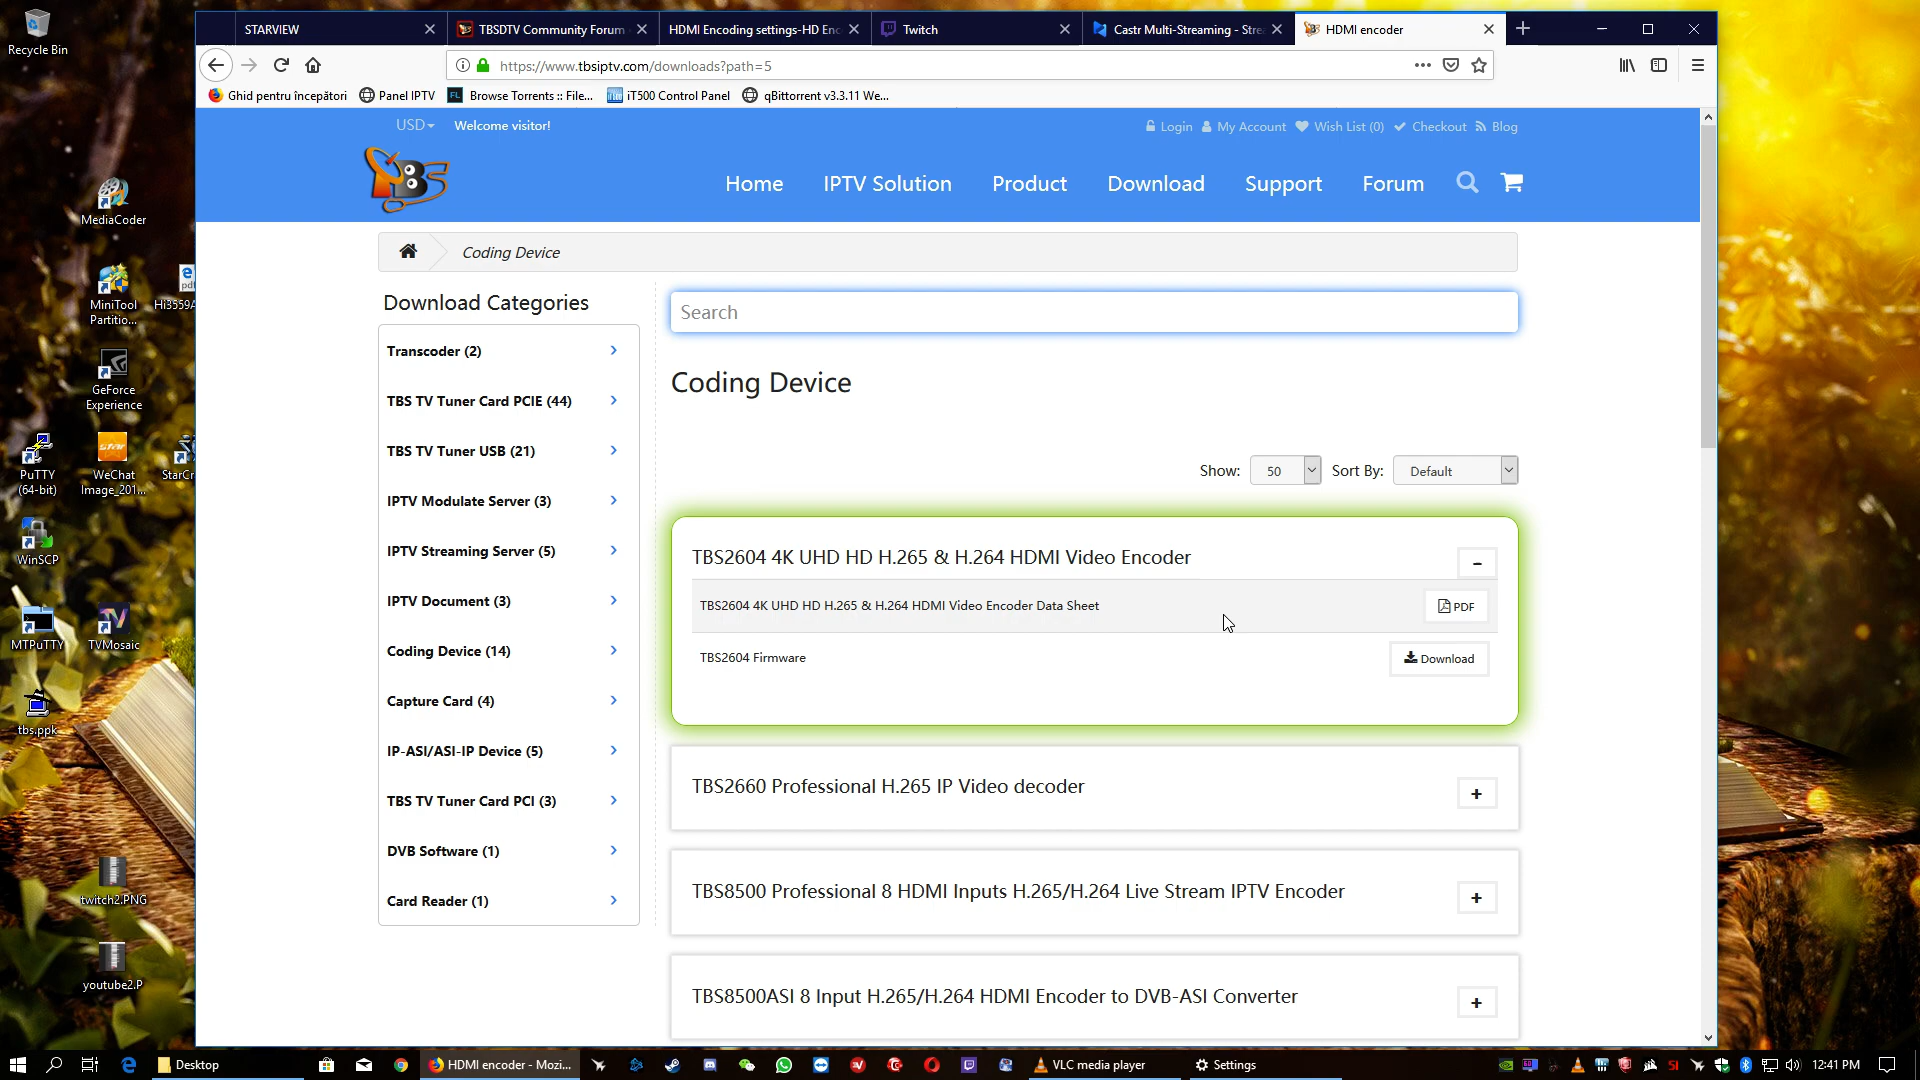 Recycle Bin
MediaCoder
MiniTool
Partitio...
Hi3559A
GeForce
Experience
PuTTY
(64-bit)
WeChat
Image_201...
StarCr
WinSCP
MTPuTTY
TVMosaic
tbs.ppk
twitch2.PNG
youtube2.P
STARVIEW
TBSDTV Community Forum
HDMI Encoding settings-HD Enc
Twitch
Castr Multi-Streaming - Stre
HDMI encoder
https://www.tbsiptv.com/downloads?path=5
Ghid pentru începători
Panel IPTV
Browse Torrents :: File...
iT500 Control Panel
qBittorrent v3.3.11 We...
USD
Welcome visitor!
Login
My Account
Wish List (0)
Checkout
Blog
TBS
Home
IPTV Solution
Product
Download
Support
Forum
Coding Device
Download Categories
Transcoder (2)
TBS TV Tuner Card PCIE (44)
TBS TV Tuner USB (21)
IPTV Modulate Server (3)
IPTV Streaming Server (5)
IPTV Document (3)
Coding Device (14)
Capture Card (4)
IP-ASI/ASI-IP Device (5)
TBS TV Tuner Card PCI (3)
DVB Software (1)
Card Reader (1)
Search
Coding Device
Show: 50 Sort By: Default
TBS2604 4K UHD HD H.265 & H.264 HDMI Video Encoder
TBS2604 4K UHD HD H.265 & H.264 HDMI Video Encoder Data Sheet
PDF
TBS2604 Firmware
Download
TBS2660 Professional H.265 IP Video decoder
TBS8500 Professional 8 HDMI Inputs H.265/H.264 Live Stream IPTV Encoder
TBS8500ASI 8 Input H.265/H.264 HDMI Encoder to DVB-ASI Converter
Desktop
HDMI encoder - Mozi...
VLC media player
Settings
12:41 PM